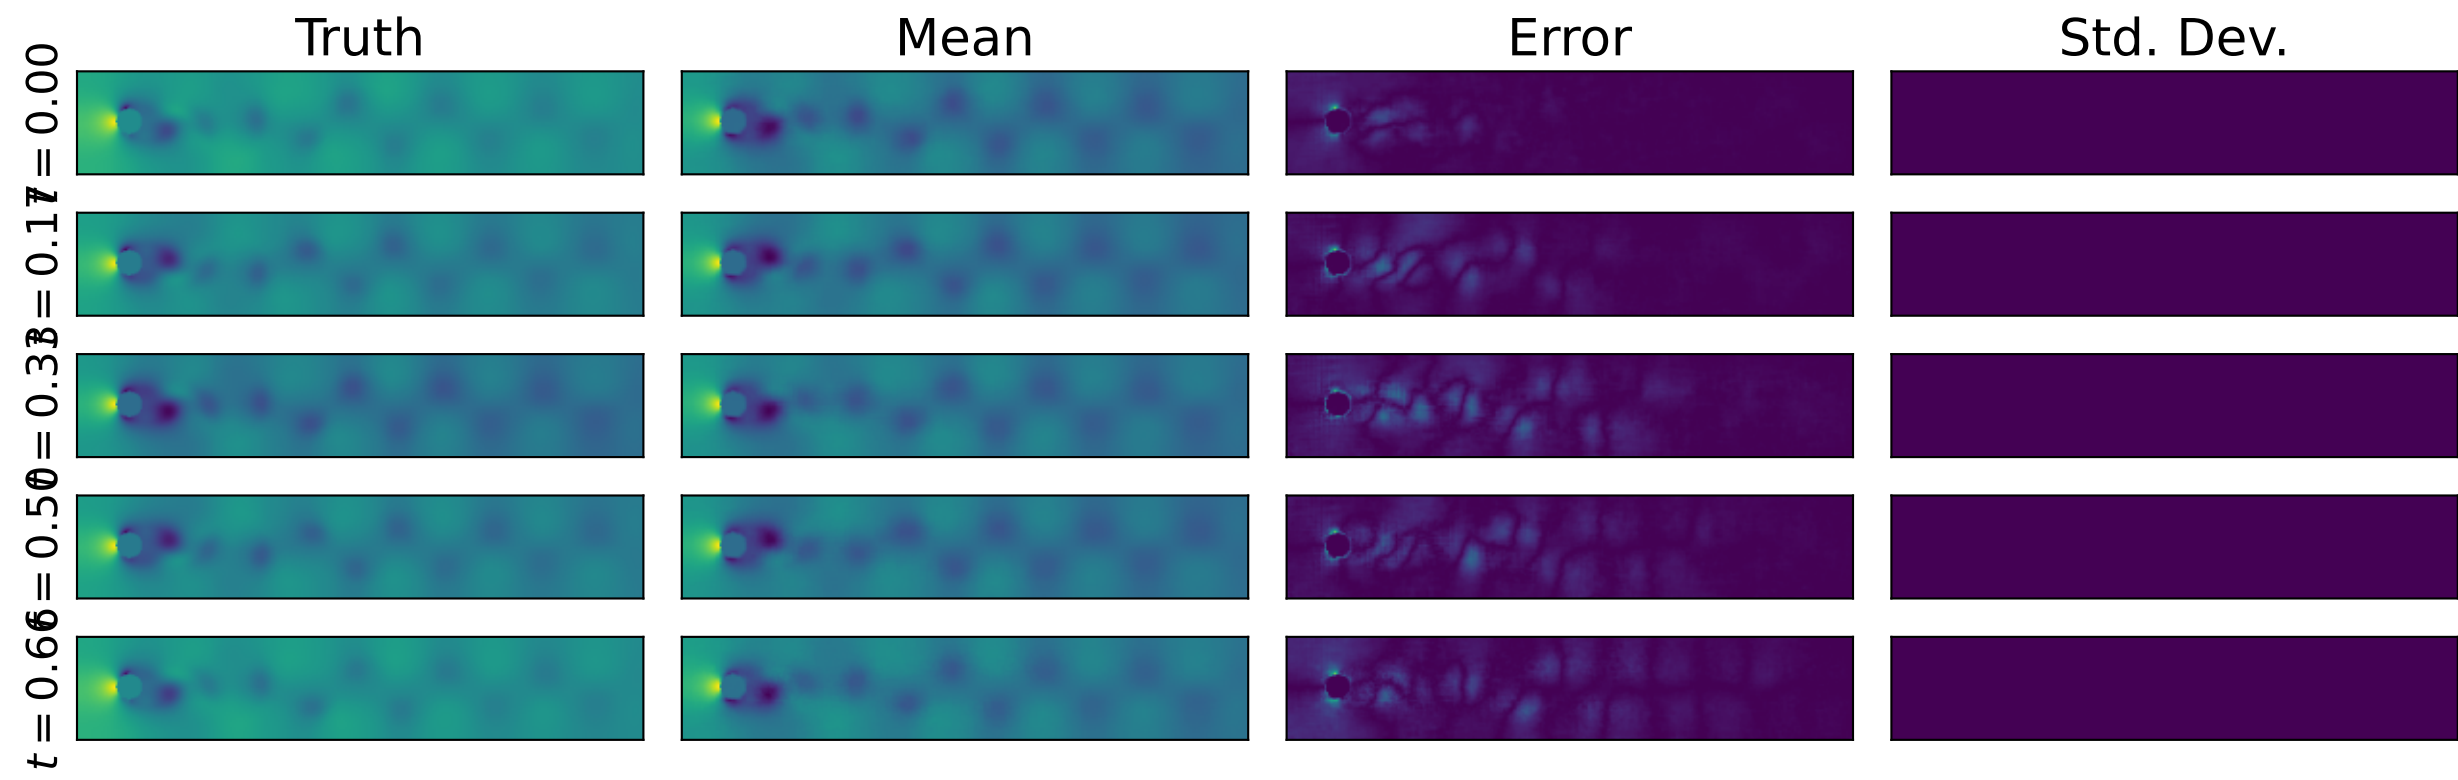 Truth Mean Error Std. Dev.
t = 0.00
t = 0.17
t = 0.33
t = 0.50
t = 0.66